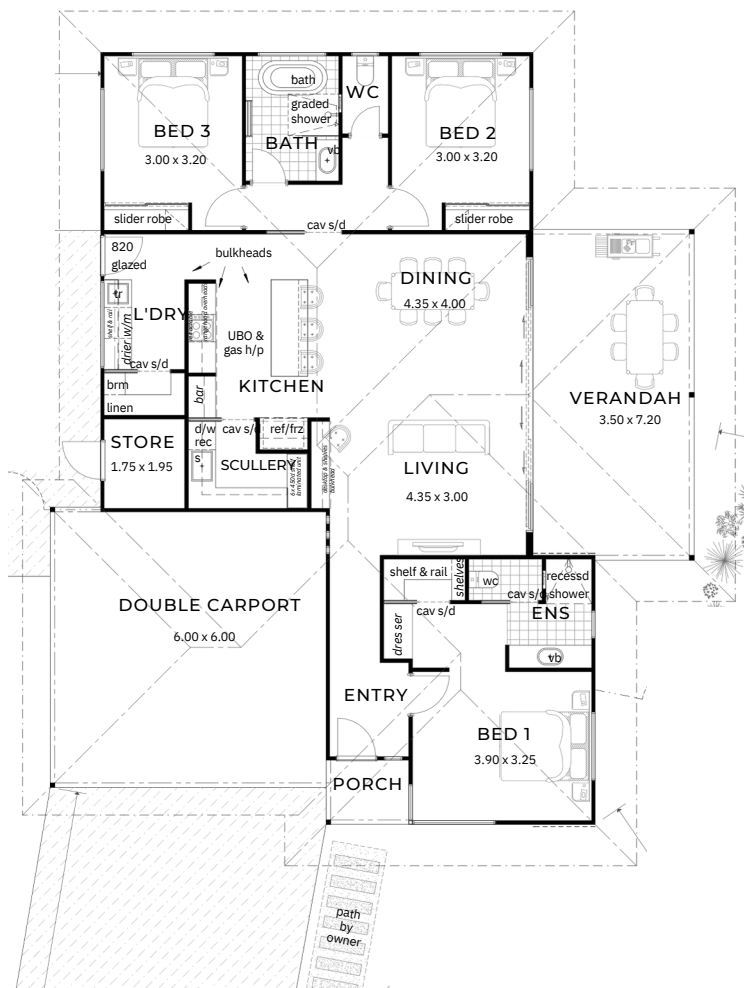 bath
WC
graded
shower
BED 3
3.00 x 3.20
BATH
vb
BED 2
3.00 x 3.20
slider robe
cav s/d
slider robe
820
glazed
bulkheads
tr
L'DRY
shelf & rail
drier w/m
UBO &
gas h/p
DINING
4.35 x 4.00
cav s/d
KITCHEN
brm
linen
bar
VERANDAH
3.50 x 7.20
d/w
rec
cav s/d
ref/frz
STORE
1.75 x 1.95
s
SCULLERY
LIVING
4.35 x 3.00
shelf & rail
shelves
wc
recessd
shower
cav s/d
DOUBLE CARPORT
6.00 x 6.00
dres ser
cav s/d
ENS
vb
ENTRY
BED 1
3.90 x 3.25
PORCH
path
by
owner